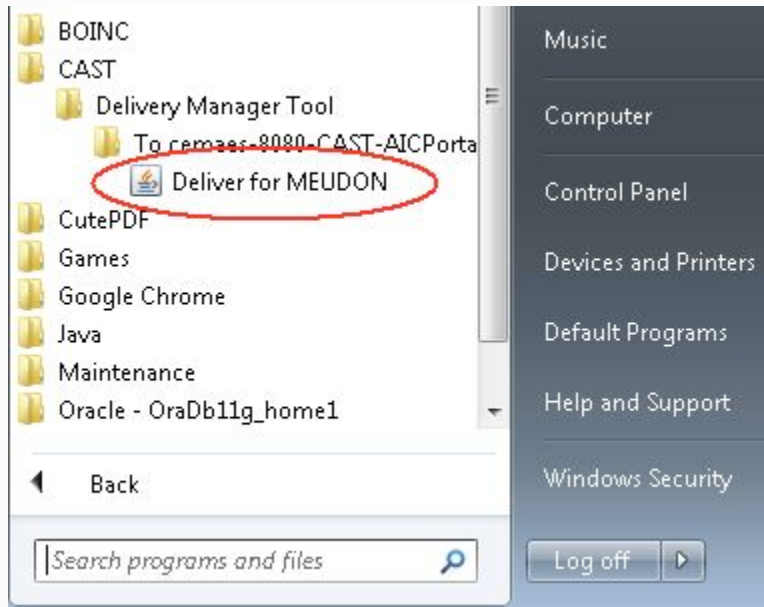 BOINC
CAST
Delivery Manager Tool
To cemaes-8080-CAST-AICPorta
Deliver for MEUDON
CutePDF
Games
Google Chrome
Java
Maintenance
Oracle - OraDb11g_home1
Back
Search programs and files
Music
Computer
Control Panel
Devices and Printers
Default Programs
Help and Support
Windows Security
Log off